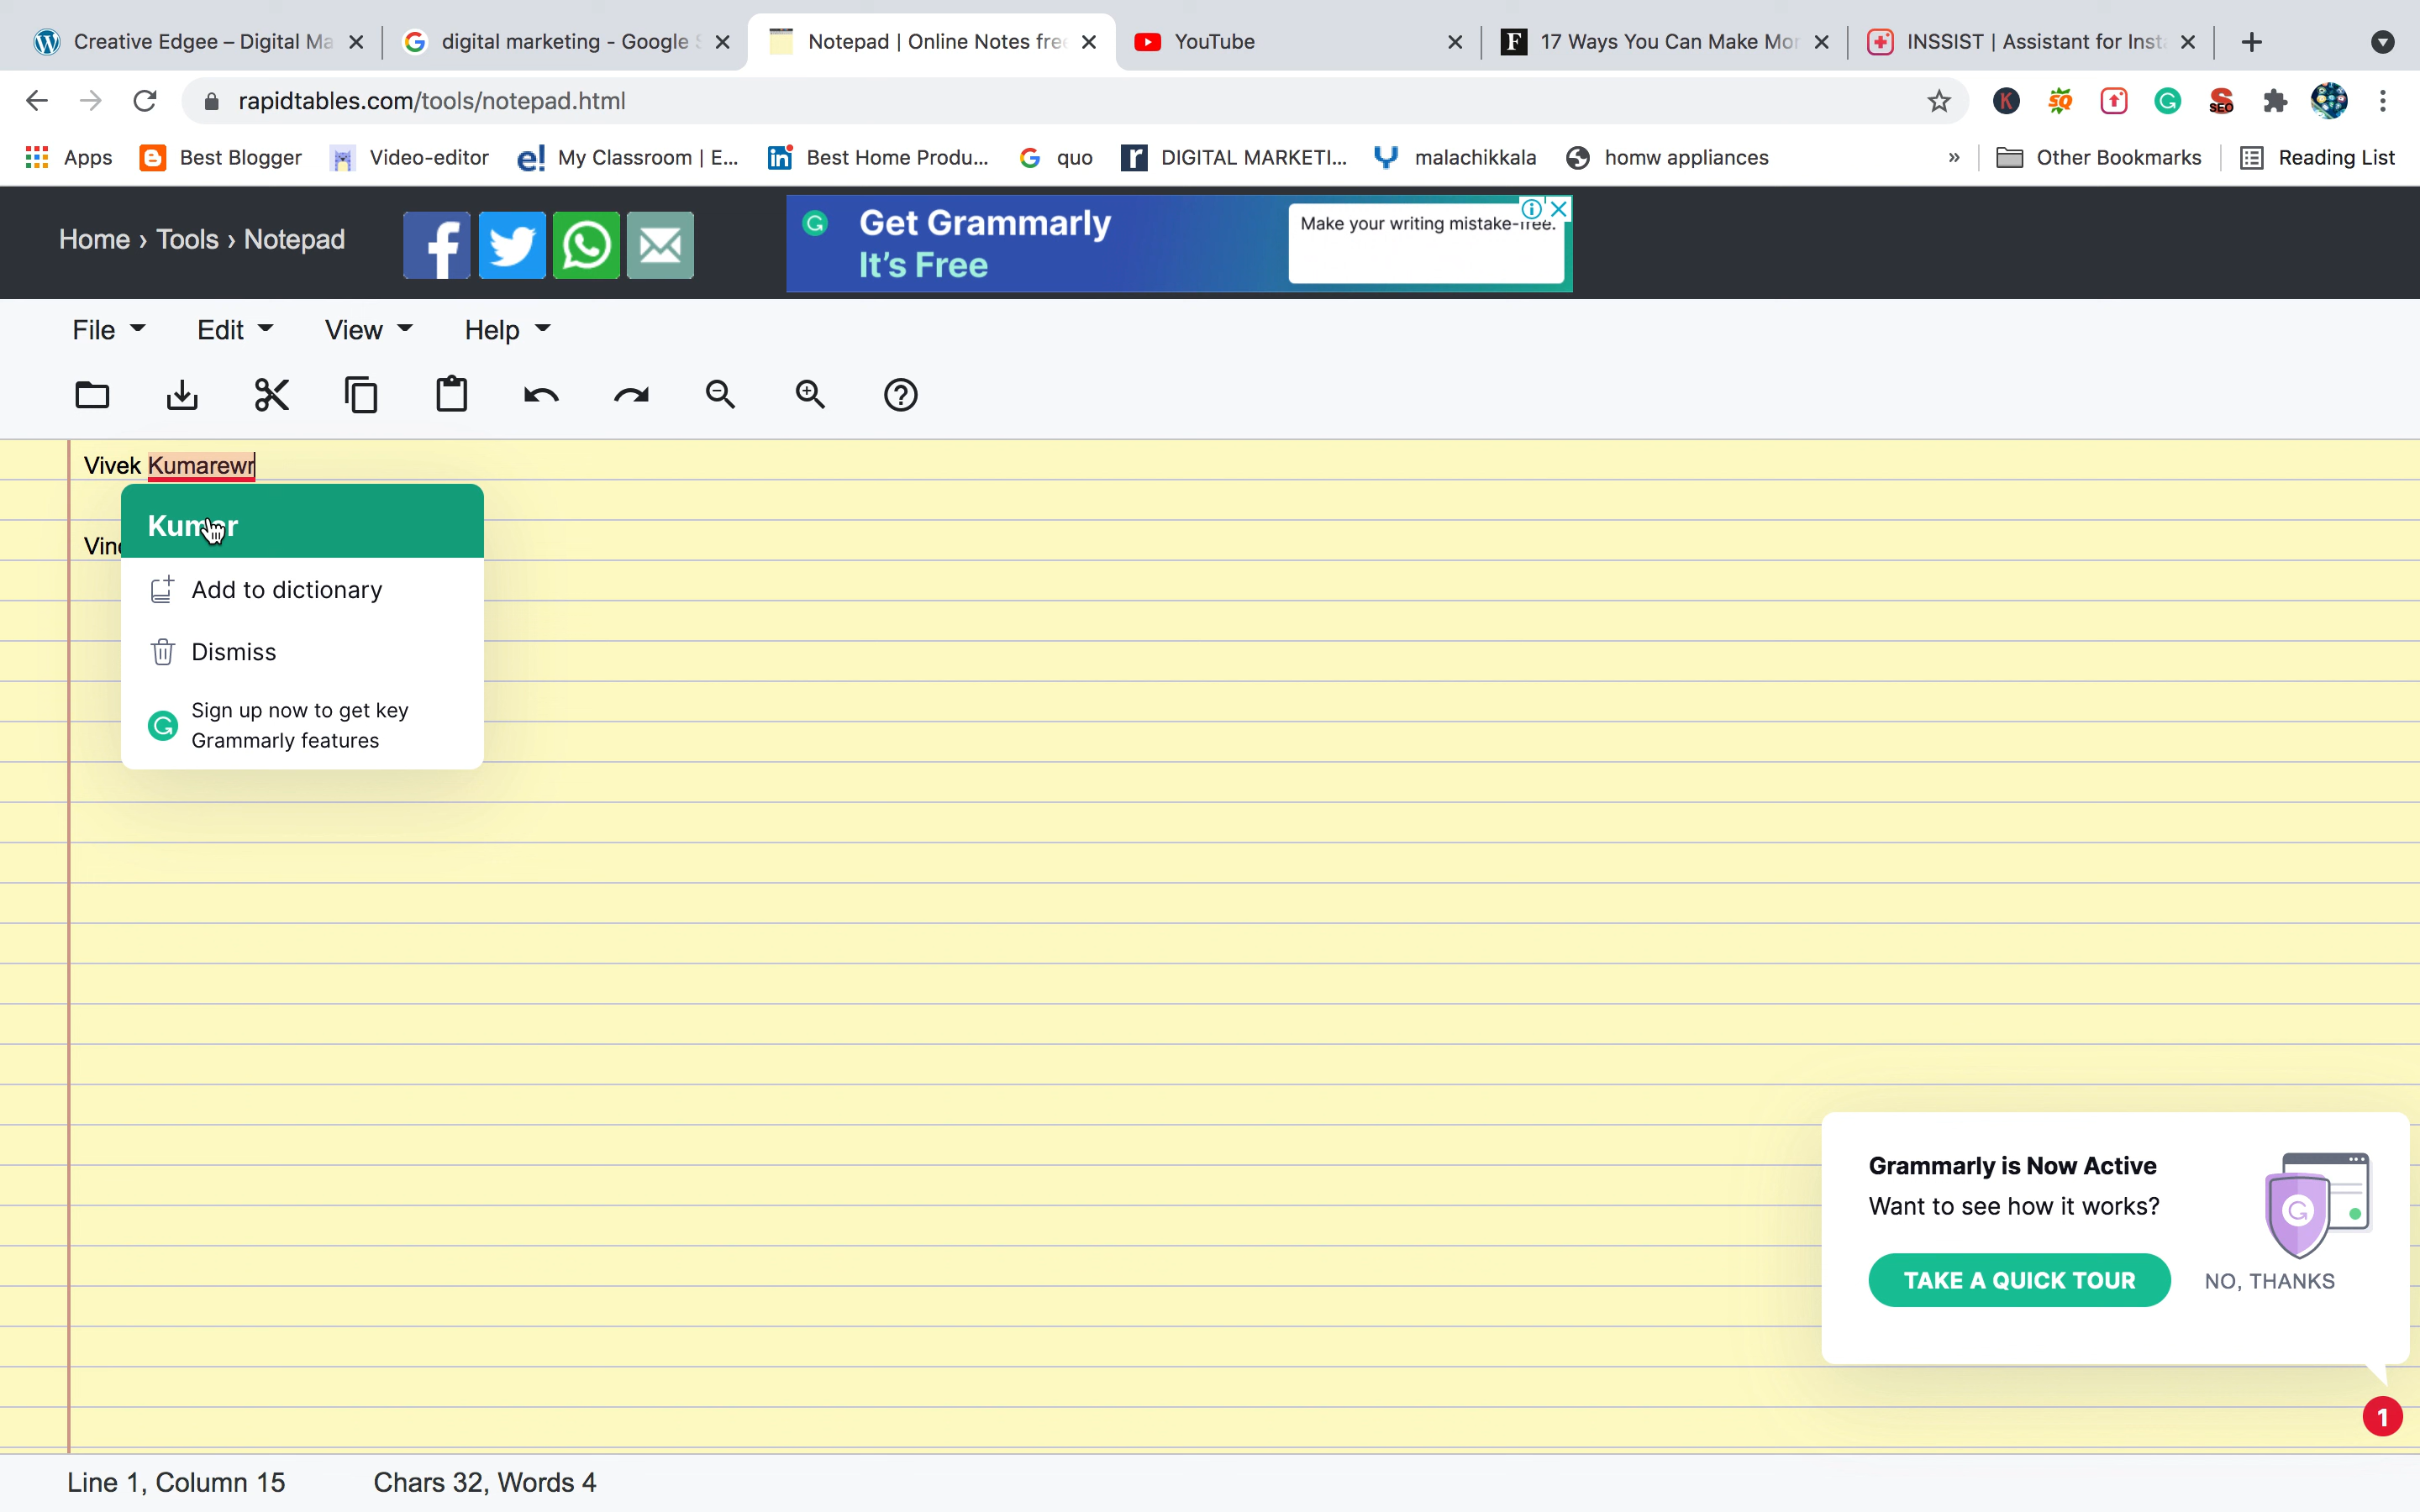 Creative Edgee – Digital Ma
digital marketing - Google S
Notepad | Online Notes free
YouTube
17 Ways You Can Make Mor
INSSIST | Assistant for Insta
rapidtables.com/tools/notepad.html
Apps
Best Blogger
Video-editor
My Classroom | E...
Best Home Produ...
quo
DIGITAL MARKETI...
malachikkala
homw appliances
»
Other Bookmarks
Reading List
Home › Tools › Notepad
Get Grammarly
It's Free
Make your writing mistake-free.
File
Edit
View
Help
Vivek Kumarewr
Kumar
Add to dictionary
Dismiss
Sign up now to get key
Grammarly features
Grammarly is Now Active
Want to see how it works?
TAKE A QUICK TOUR
NO, THANKS
1
Line 1, Column 15
Chars 32, Words 4